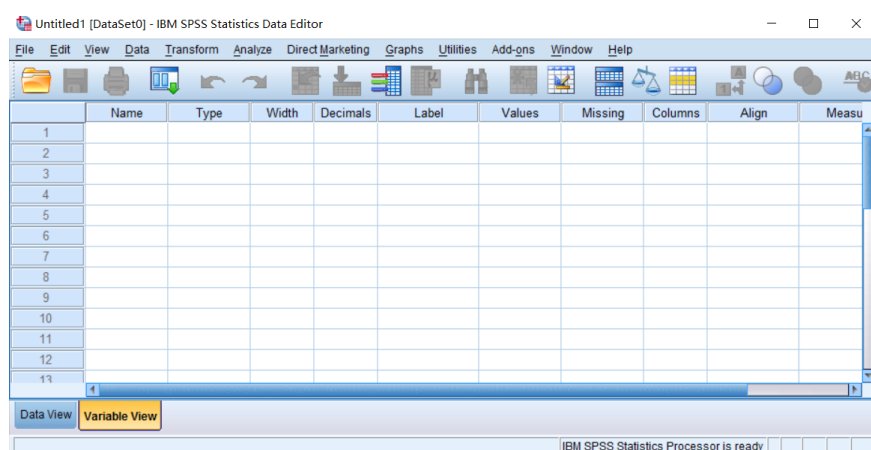 Untitled1 [DataSet0] - IBM SPSS Statistics Data Editor
File Edit View Data Transform Analyze Direct Marketing Graphs Utilities Add-ons Window Help
Name Type Width Decimals Label Values Missing Columns Align Measu
1
2
3
4
5
6
7
8
9
10
11
12
13
Data View Variable View
IBM SPSS Statistics Processor is ready